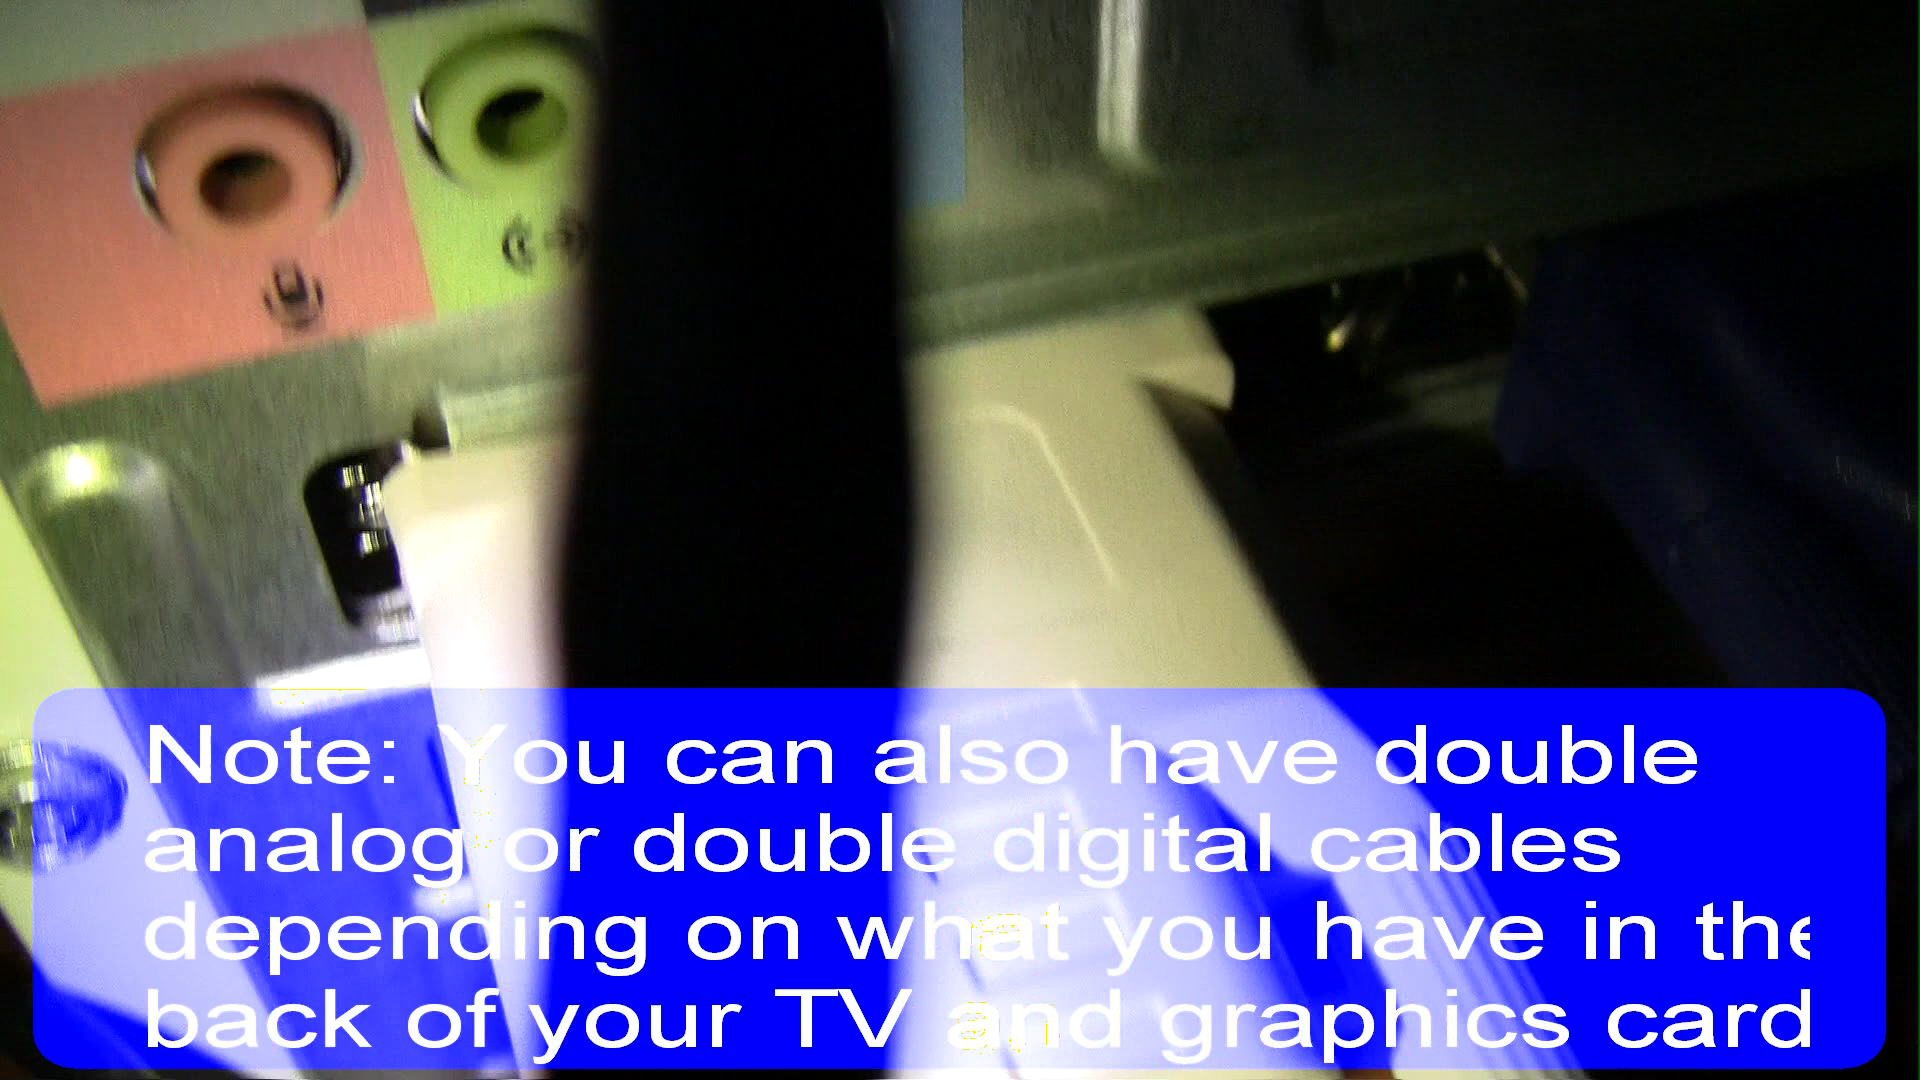 Note: You can also have double
analog or double digital cables
depending on what you have in the
back of your TV and graphics card